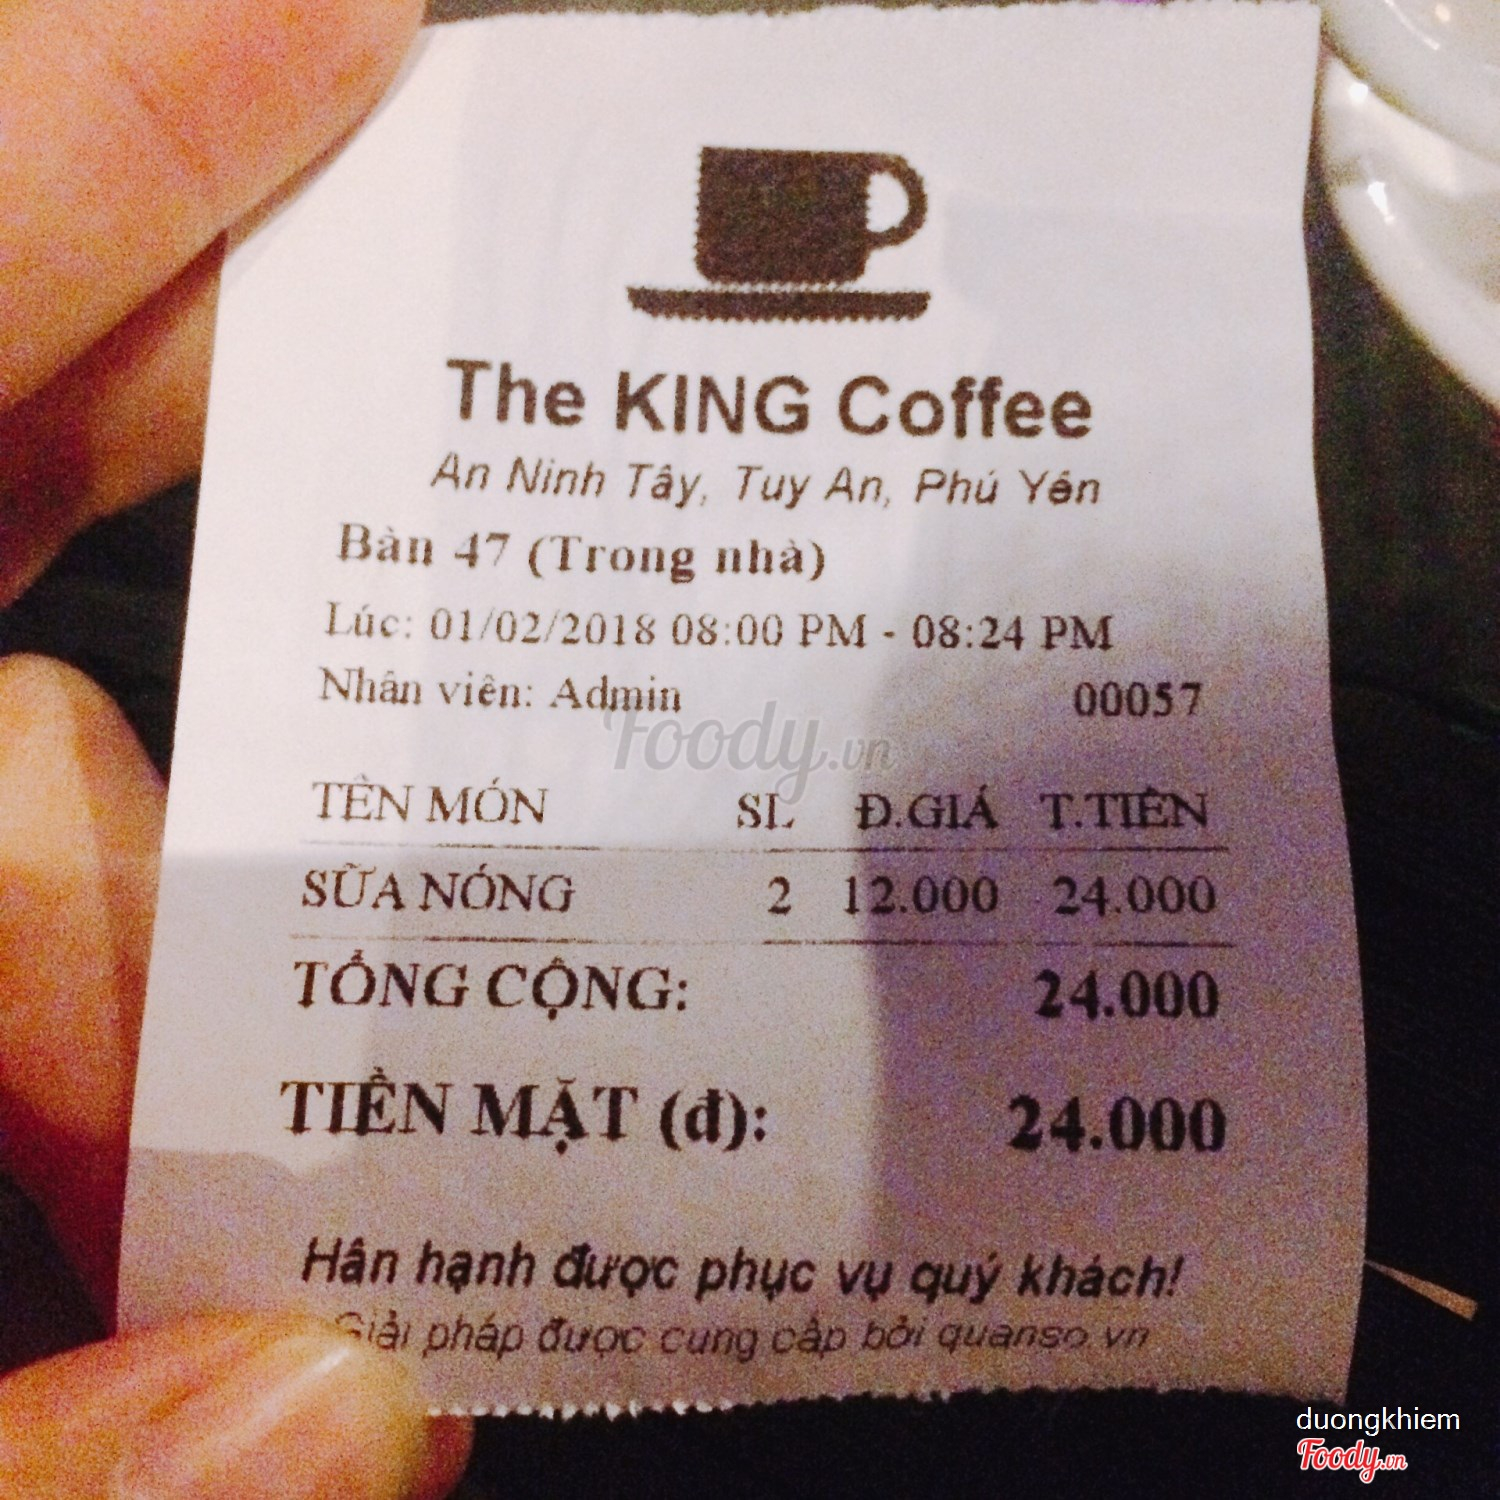 The KING Coffee
An Ninh Tây, Tuy An, Phú Yên
Bàn 47 (Trong nhà)
Lúc: 01/02/2018 08:00 PM - 08:24 PM
Nhân viên: Admin 00057
Foody.vn
TÊN MÓN SL Đ.GIÁ T.TIỀN
SỮA NÓNG 2 12.000 24.000
TỔNG CỘNG: 24.000
TIỀN MẶT (đ): 24.000
Hân hạnh được phục vụ quý khách!
Giải pháp được cung cấp bởi quanso.vn
duongkhiem
Foody.vn